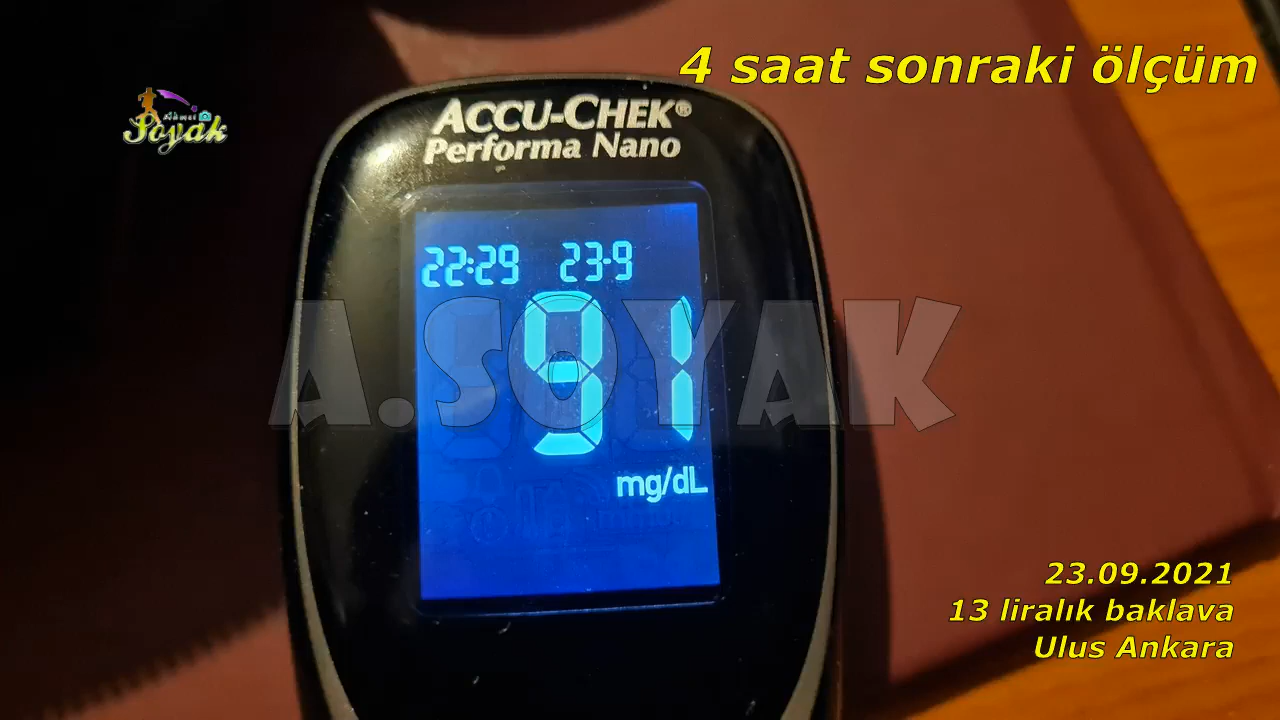 4 saat sonraki ölçüm
Ahmet
Soyak
ACCU-CHEK®
Performa Nano
22:29 23-9
91
mg/dL
A.SOYAK
23.09.2021
13 liralık baklava
Ulus Ankara